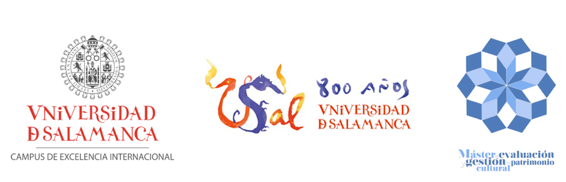 VNiVERSiDAD
Ð SALAMANCA
CAMPUS DE EXCELENCIA INTERNACIONAL
USal
800 AÑOS
VNiVERSiDAD
Ð SALAMANCA
Máster evaluación
gestión patrimonio
cultural